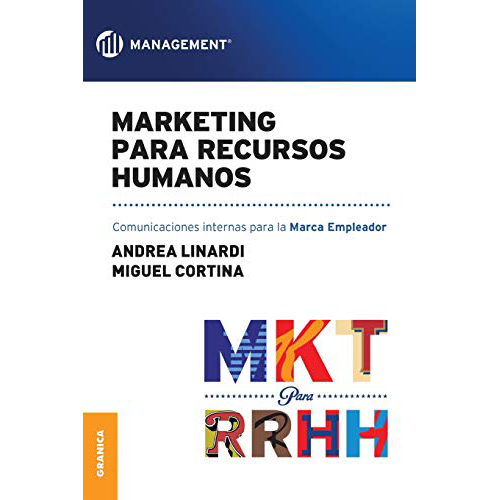 MANAGEMENT®
MARKETING
PARA RECURSOS
HUMANOS
Comunicaciones internas para la Marca Empleador
ANDREA LINARDI
MIGUEL CORTINA
MKT
Para
RRHH
GRANICA